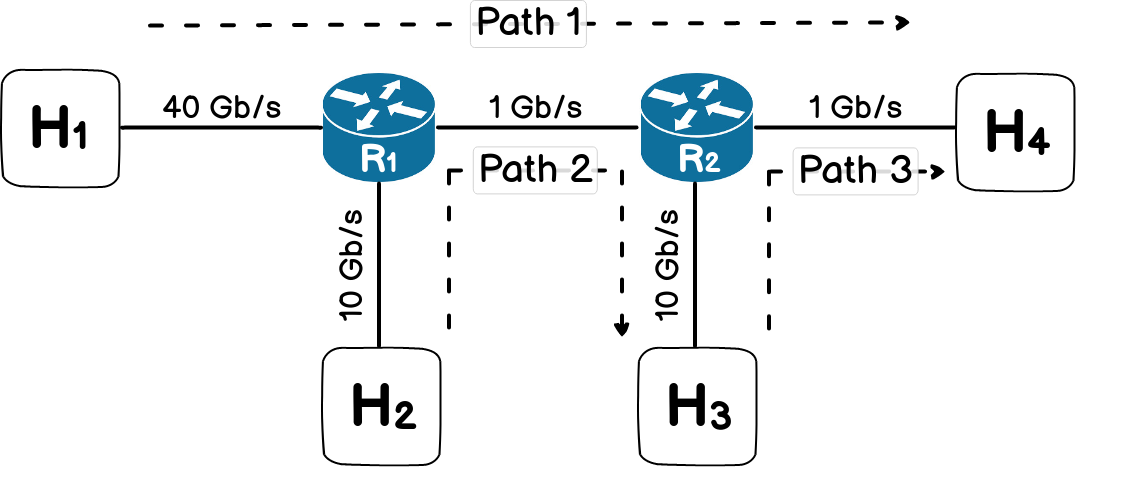 Path 1
H1
40 Gb/s
R1
1 Gb/s
R2
1 Gb/s
H4
Path 2
Path 3
10 Gb/s
10 Gb/s
H2
H3